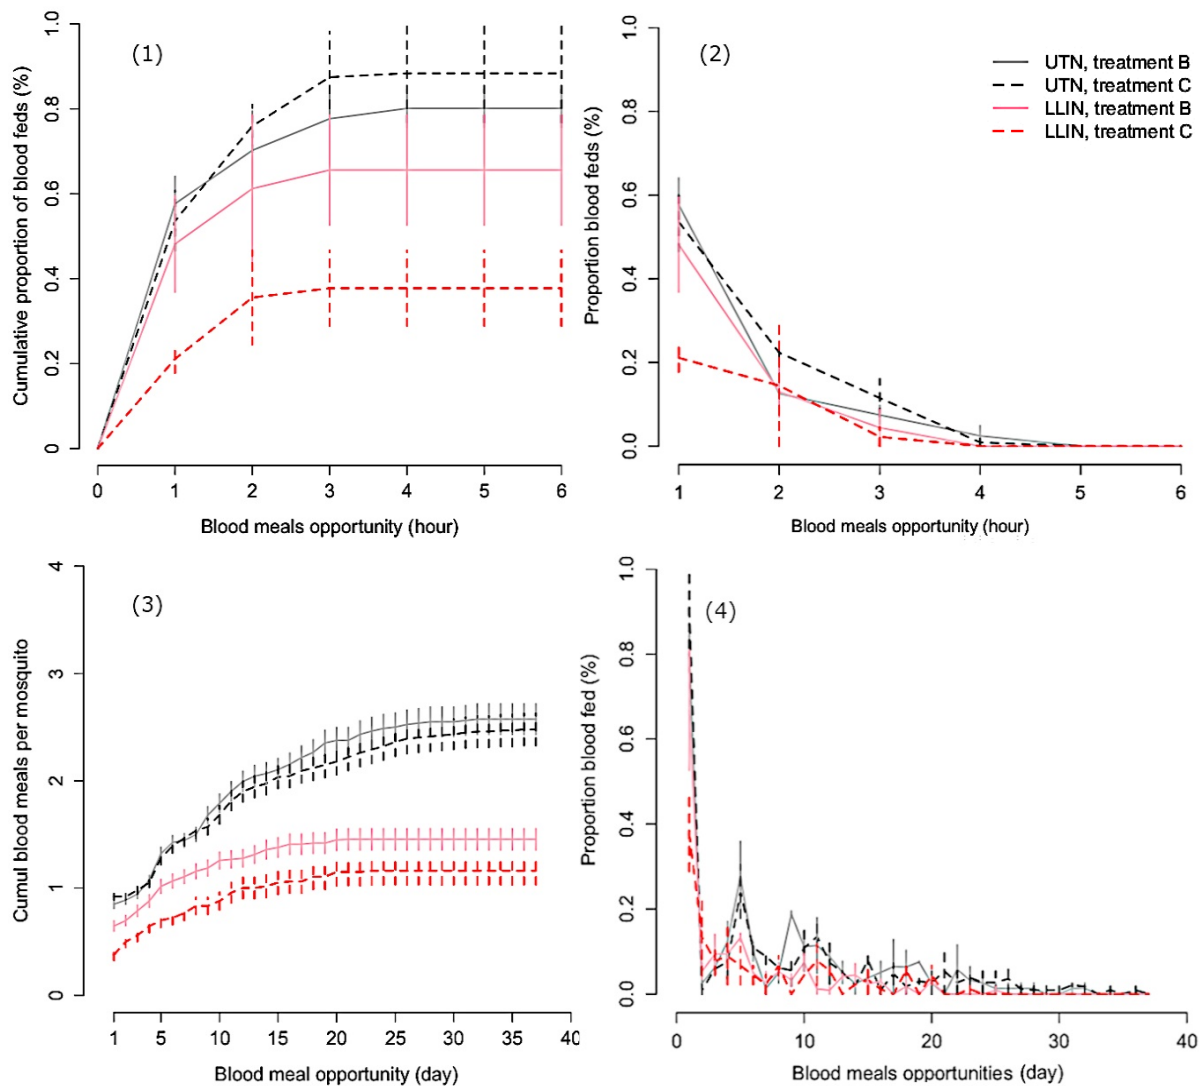 (1)
Cumulative proportion of blood feds (%)
1.0
0.8
0.6
0.4
0.2
0
0 1 2 3 4 5 6
Blood meals opportunity (hour)
(2)
UTN, treatment B
UTN, treatment C
LLIN, treatment B
LLIN, treatment C
Proportion blood feds (%)
1.0
0.8
0.6
0.4
0.2
0.0
1 2 3 4 5 6
Blood meals opportunity (hour)
(3)
Cumul blood meals per mosquito
4
3
2
1
0
1 5 10 15 20 25 30 35 40
Blood meal opportunity (day)
(4)
Proportion blood fed (%)
1.0
0.8
0.6
0.4
0.2
0.0
0 10 20 30 40
Blood meals opportunities (day)